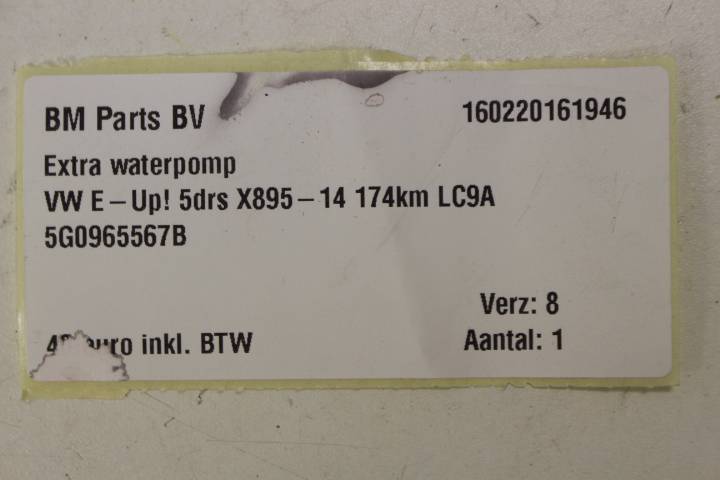 BM Parts BV 160220161946
Extra waterpomp
VW E-Up! 5drs X895-14 174km LC9A
5G0965567B
Verz: 8
inkl. BTW Aantal: 1